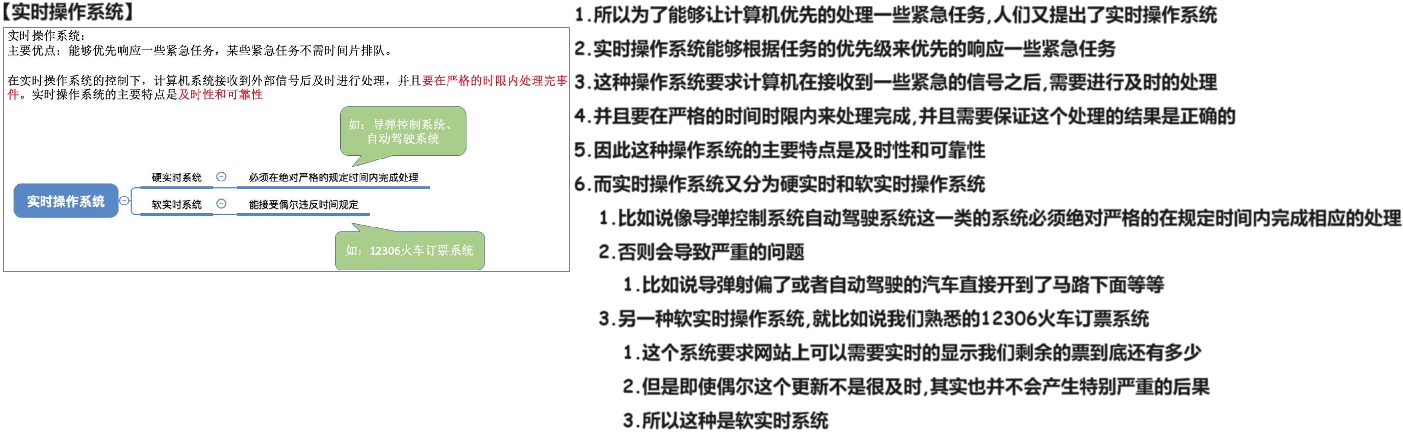 【实时操作系统】
实时操作系统：
主要优点：能够优先响应一些紧急任务，某些紧急任务不需时间片排队。
在实时操作系统的控制下，计算机系统接收到外部信号后及时进行处理，并且要在严格的时限内处理完事
件。实时操作系统的主要特点是及时性和可靠性
如：导弹控制系统、
自动驾驶系统
实时操作系统
硬实时系统
必须在绝对严格的规定时间内完成处理
软实时系统
能接受偶尔违反时间规定
如：12306火车订票系统
1.所以为了能够让计算机优先的处理一些紧急任务,人们又提出了实时操作系统
2.实时操作系统能够根据任务的优先级来优先的响应一些紧急任务
3.这种操作系统要求计算机在接收到一些紧急的信号之后,需要进行及时的处理
4.并且要在严格的时间时限内来处理完成,并且需要保证这个处理的结果是正确的
5.因此这种操作系统的主要特点是及时性和可靠性
6.而实时操作系统又分为硬实时和软实时操作系统
1.比如说像导弹控制系统自动驾驶系统这一类的系统必须绝对严格的在规定时间内完成相应的处理
2.否则会导致严重的问题
1.比如说导弹射偏了或者自动驾驶的汽车直接开到了马路下面等等
3.另一种软实时操作系统,就比如说我们熟悉的12306火车订票系统
1.这个系统要求网站上可以需要实时的显示我们剩余的票到底还有多少
2.但是即使偶尔这个更新不是很及时,其实也并不会产生特别严重的后果
3.所以这种是软实时系统